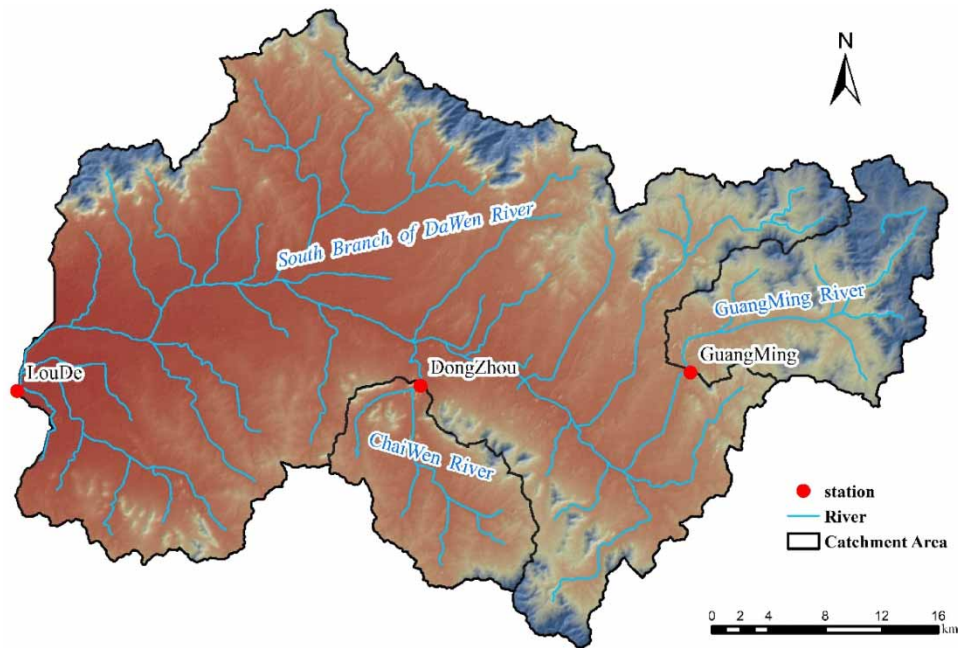 N
South Branch of DaWen River
GuangMing River
GuangMing
LouDe
DongZhou
ChaiWen River
station
River
Catchment Area
0 2 4 8 12 16
km